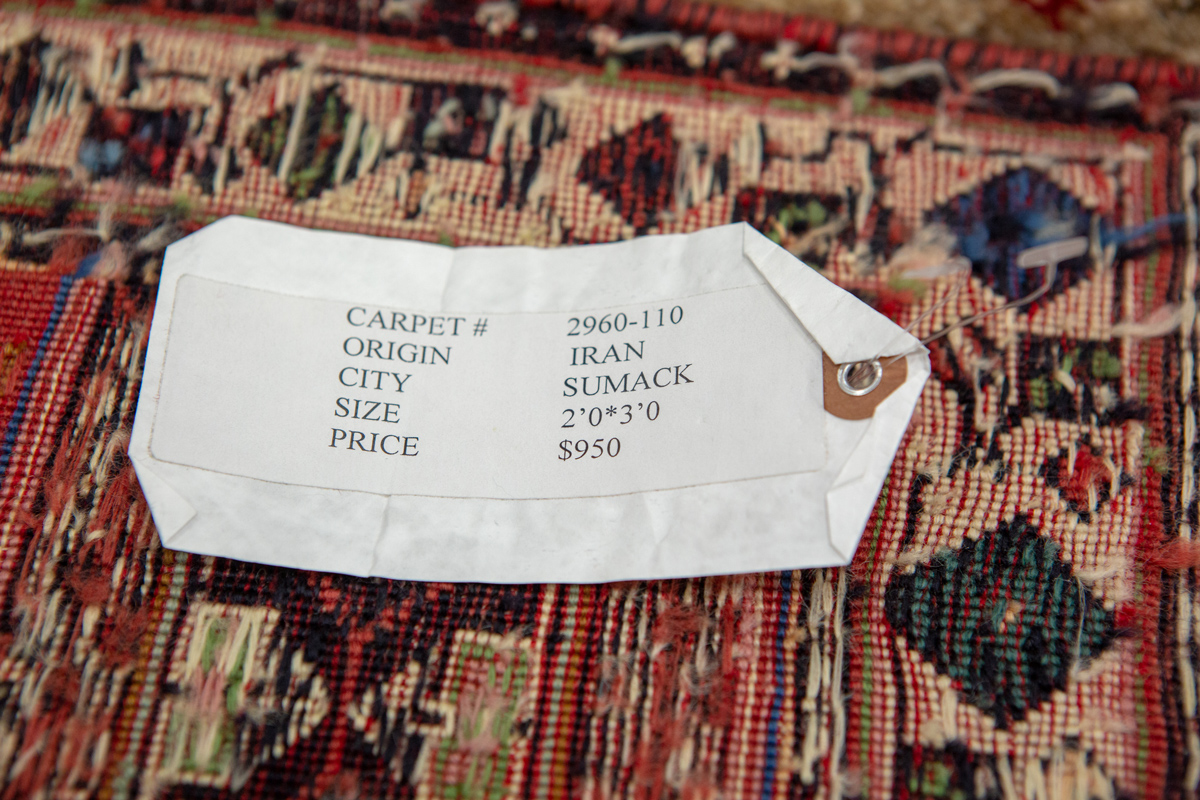 CARPET # 2960-110
ORIGIN IRAN
CITY SUMACK
SIZE 2'0*3'0
PRICE $950